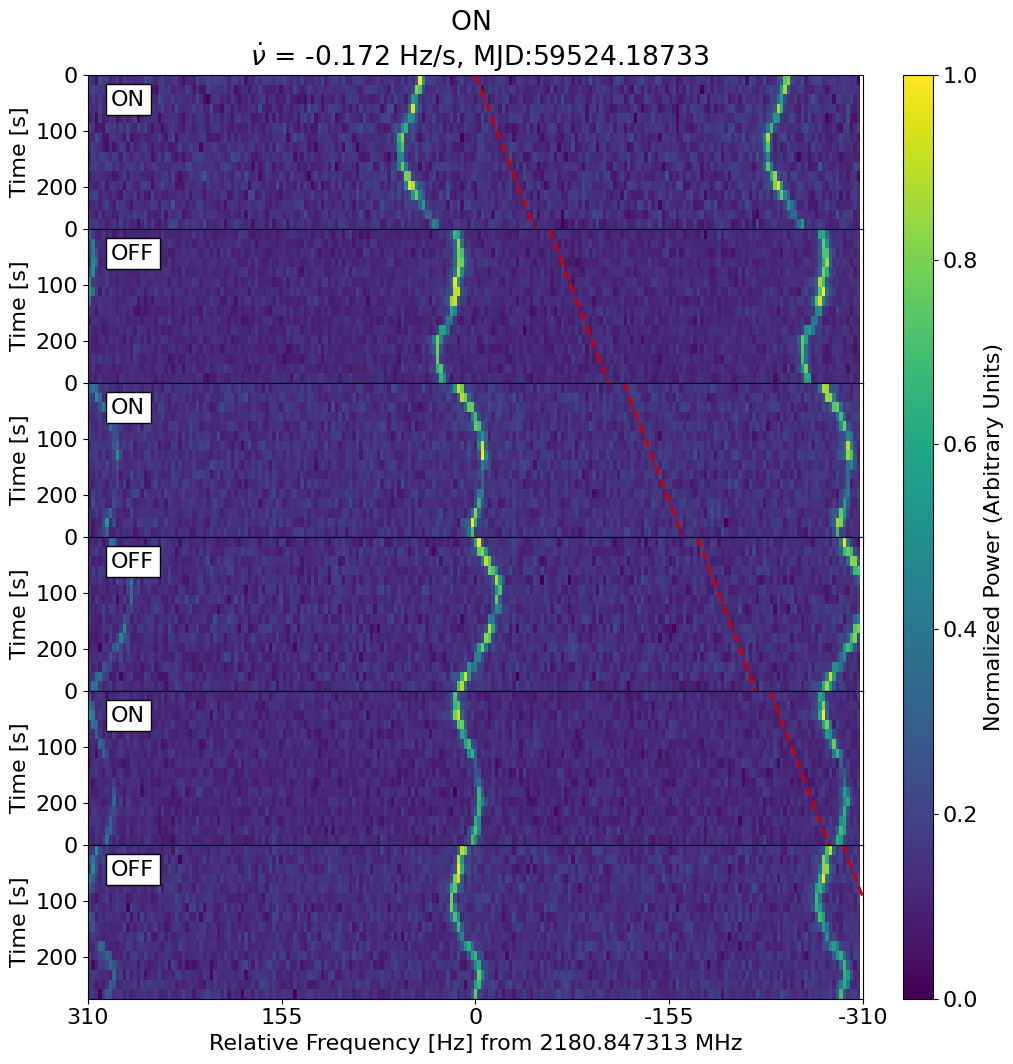 ON
ν̇ = -0.172 Hz/s, MJD:59524.18733
0
100
200
Time [s]
ON
0
100
200
Time [s]
OFF
0
100
200
Time [s]
ON
0
100
200
Time [s]
OFF
0
100
200
Time [s]
ON
0
100
200
Time [s]
OFF
310 155 0 -155 -310
Relative Frequency [Hz] from 2180.847313 MHz
1.0
0.8
0.6
0.4
0.2
0.0
Normalized Power (Arbitrary Units)